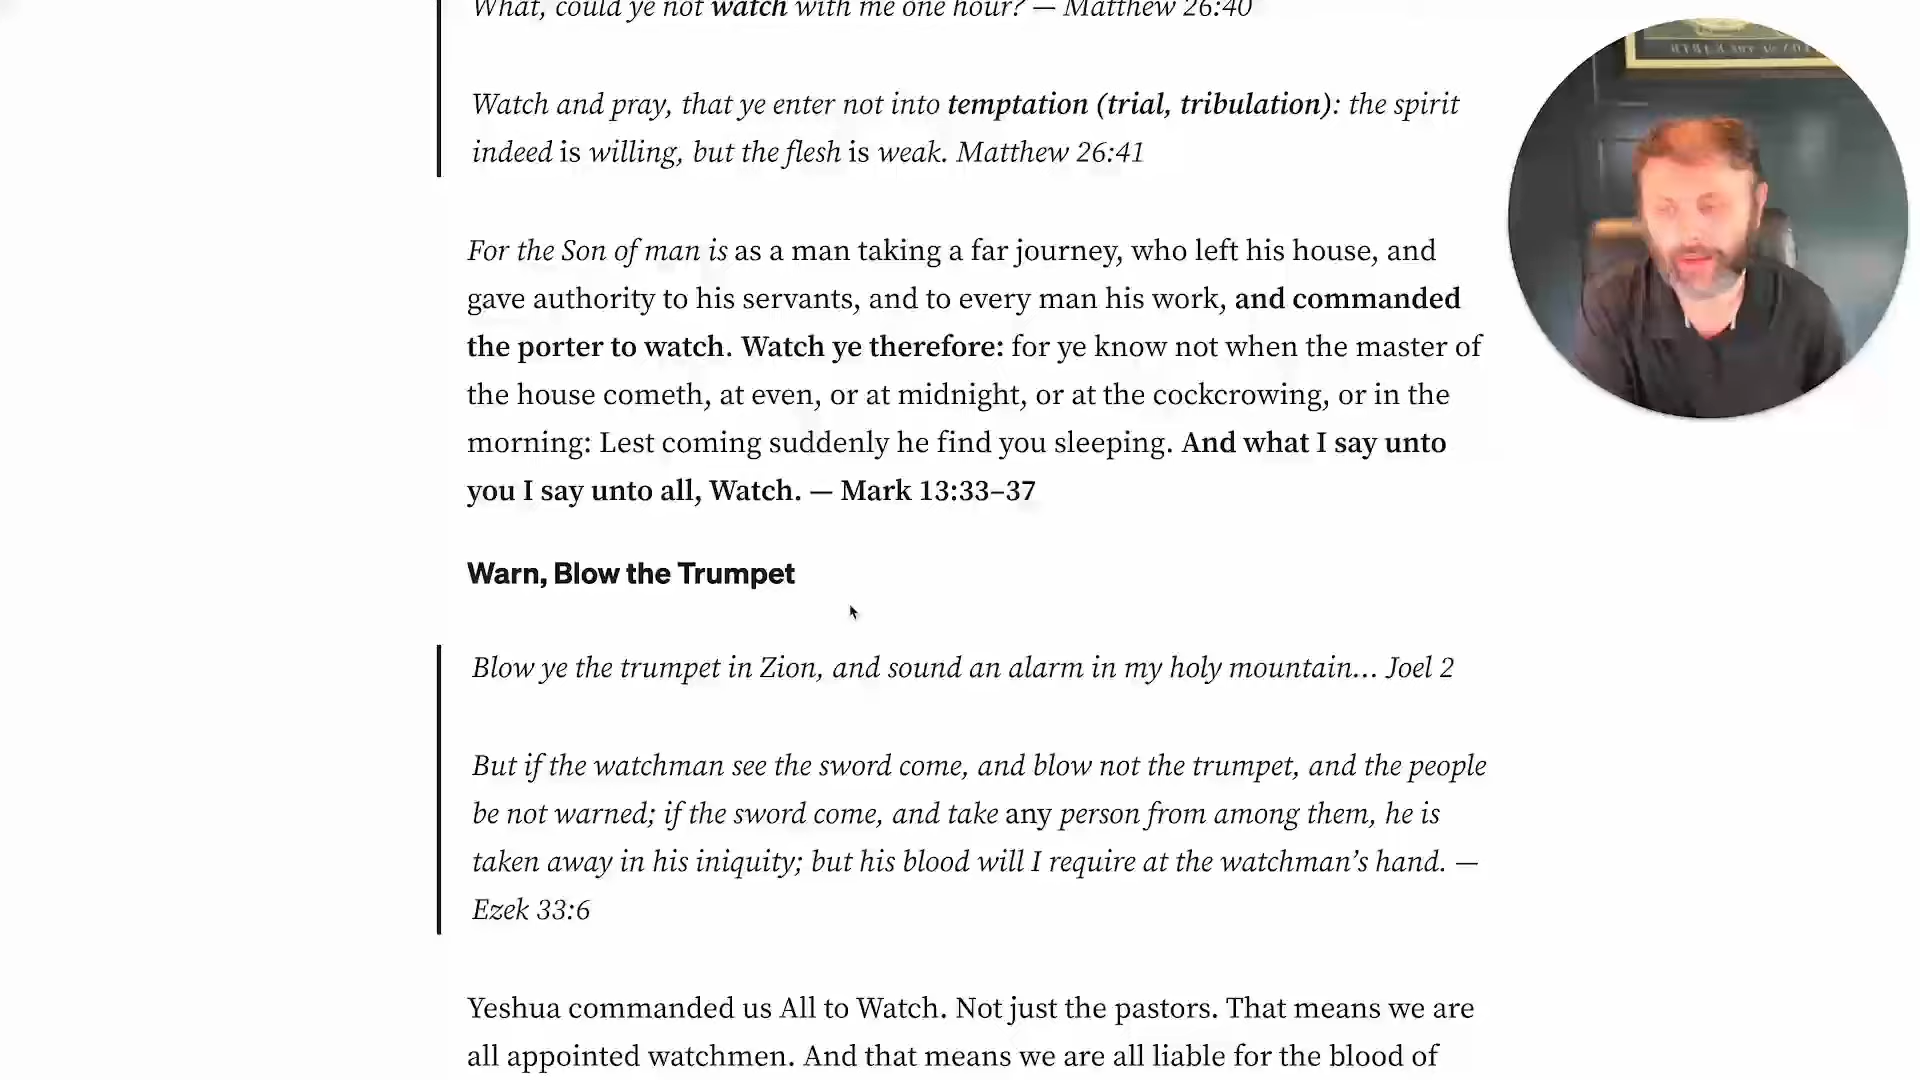 What, could ye not watch with me one hour? — Matthew 26:40
Watch and pray, that ye enter not into temptation (trial, tribulation): the spirit
indeed is willing, but the flesh is weak. Matthew 26:41
For the Son of man is as a man taking a far journey, who left his house, and
gave authority to his servants, and to every man his work, and commanded
the porter to watch. Watch ye therefore: for ye know not when the master of
the house cometh, at even, or at midnight, or at the cockcrowing, or in the
morning: Lest coming suddenly he find you sleeping. And what I say unto
you I say unto all, Watch. — Mark 13:33–37
Warn, Blow the Trumpet
Blow ye the trumpet in Zion, and sound an alarm in my holy mountain… Joel 2
But if the watchman see the sword come, and blow not the trumpet, and the people
be not warned; if the sword come, and take any person from among them, he is
taken away in his iniquity; but his blood will I require at the watchman’s hand. —
Ezek 33:6
Yeshua commanded us All to Watch. Not just the pastors. That means we are
all appointed watchmen. And that means we are all liable for the blood of